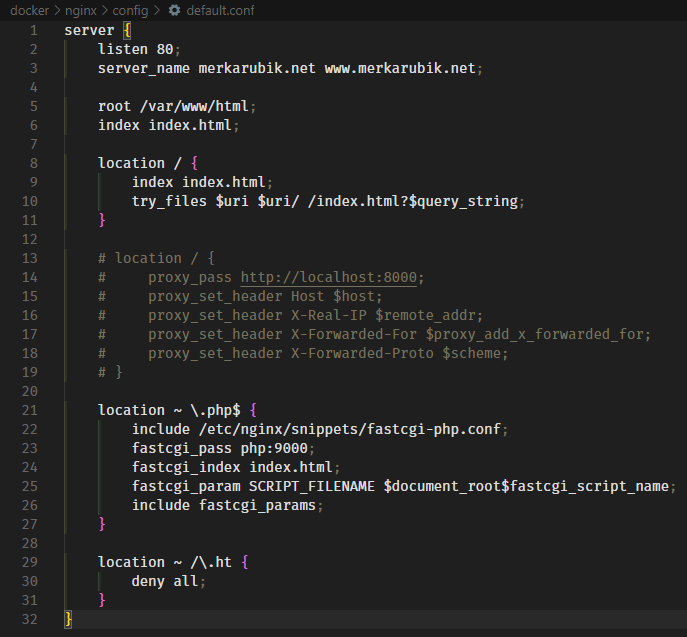 docker > nginx > config > default.conf
1 server {
2     listen 80;
3     server_name merkarubik.net www.merkarubik.net;
4
5     root /var/www/html;
6     index index.html;
7
8     location / {
9         index index.html;
10         try_files $uri $uri/ /index.html?$query_string;
11     }
12
13     # location / {
14     #     proxy_pass http://localhost:8000;
15     #     proxy_set_header Host $host;
16     #     proxy_set_header X-Real-IP $remote_addr;
17     #     proxy_set_header X-Forwarded-For $proxy_add_x_forwarded_for;
18     #     proxy_set_header X-Forwarded-Proto $scheme;
19     # }
20
21     location ~ \.php$ {
22         include /etc/nginx/snippets/fastcgi-php.conf;
23         fastcgi_pass php:9000;
24         fastcgi_index index.html;
25         fastcgi_param SCRIPT_FILENAME $document_root$fastcgi_script_name;
26         include fastcgi_params;
27     }
28
29     location ~ /\.ht {
30         deny all;
31     }
32 }